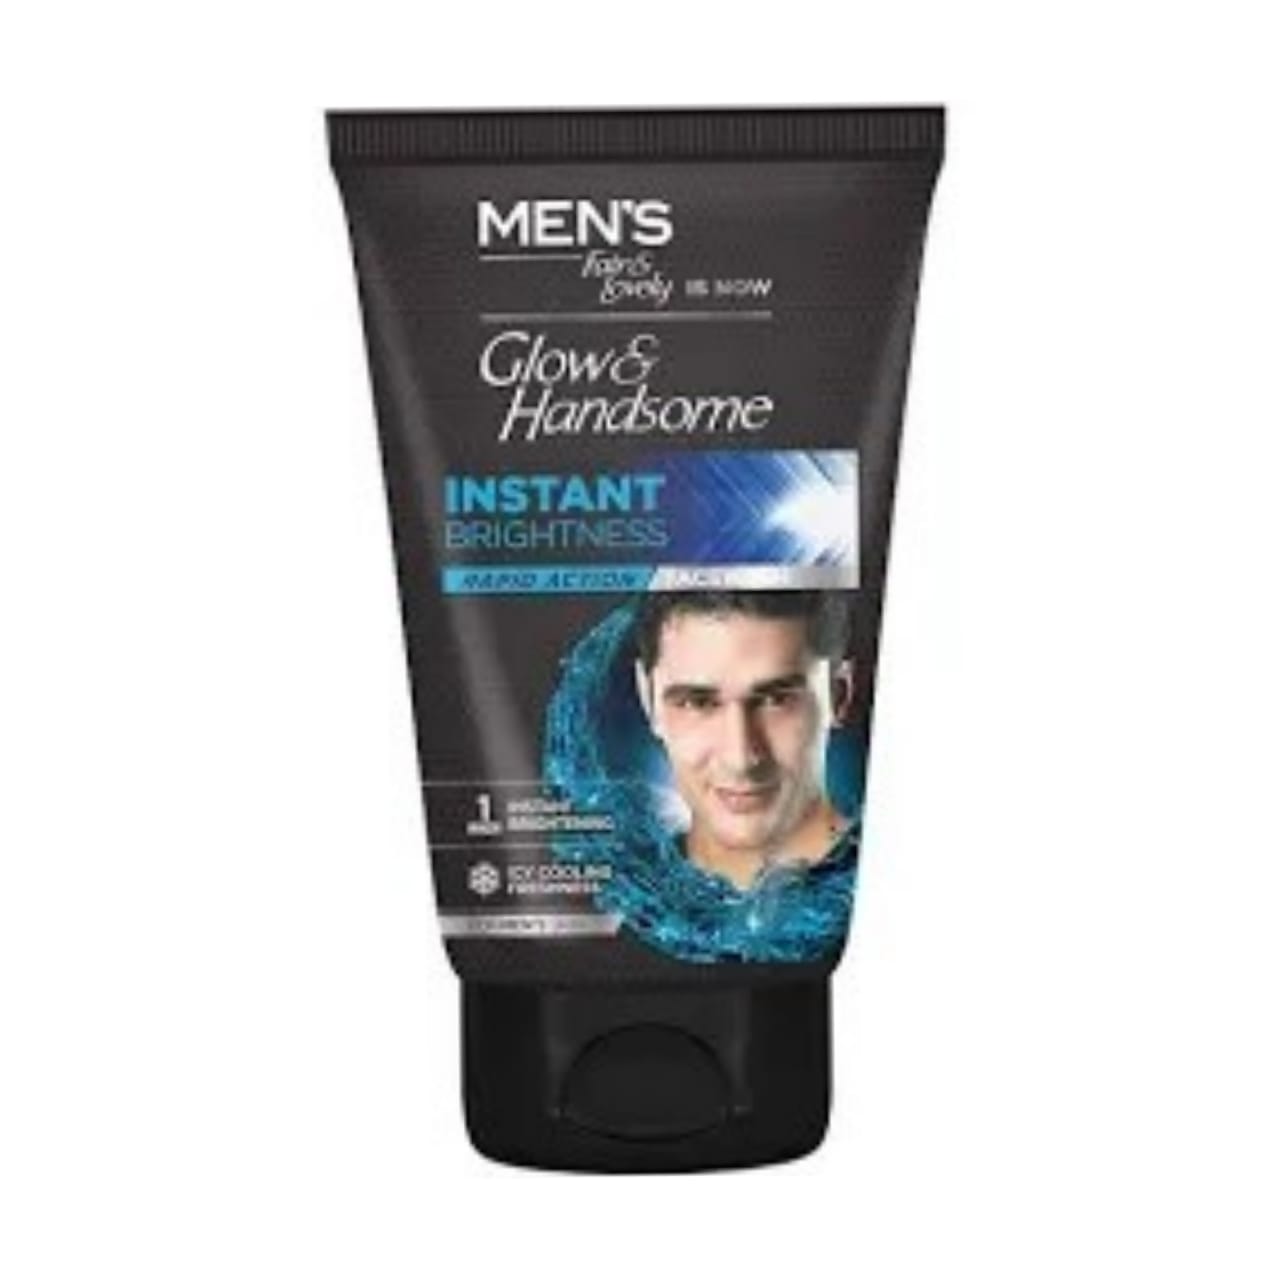 MEN'S
Fair &
Lovely IS NOW
Glow &
Handsome
INSTANT
BRIGHTNESS
RAPID ACTION
1 INSTANT
BRIGHTENING
ICY COOLING
FRESHNESS